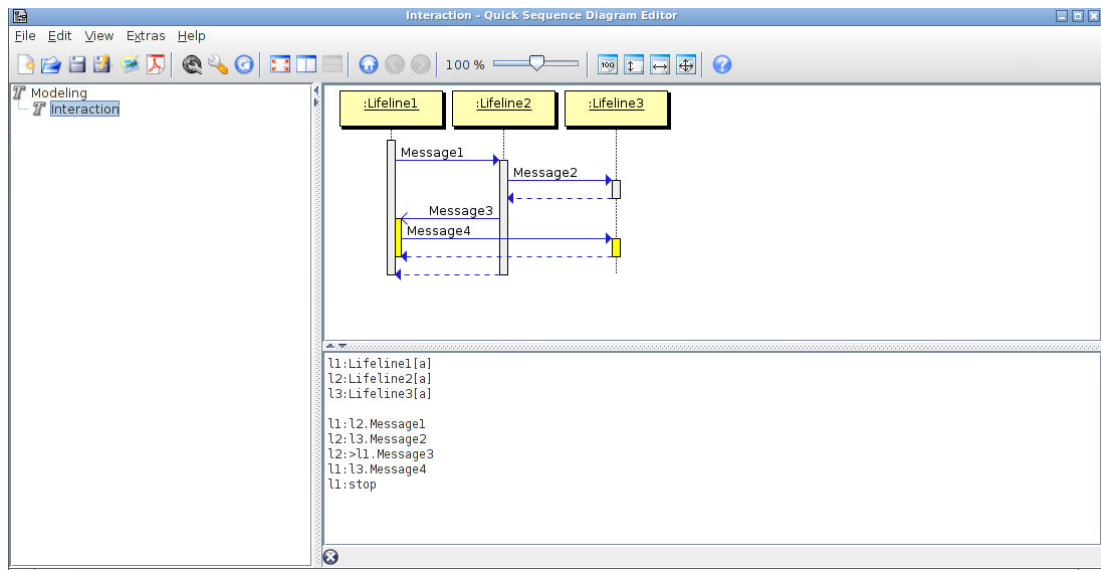 Interaction - Quick Sequence Diagram Editor
File Edit View Extras Help
100 %
100
Modeling
Interaction
:Lifeline1 :Lifeline2 :Lifeline3
Message1
Message2
Message3
Message4
l1:Lifeline1[a]
l2:Lifeline2[a]
l3:Lifeline3[a]
l1:l2.Message1
l2:l3.Message2
l2:>l1.Message3
l1:l3.Message4
l1:stop